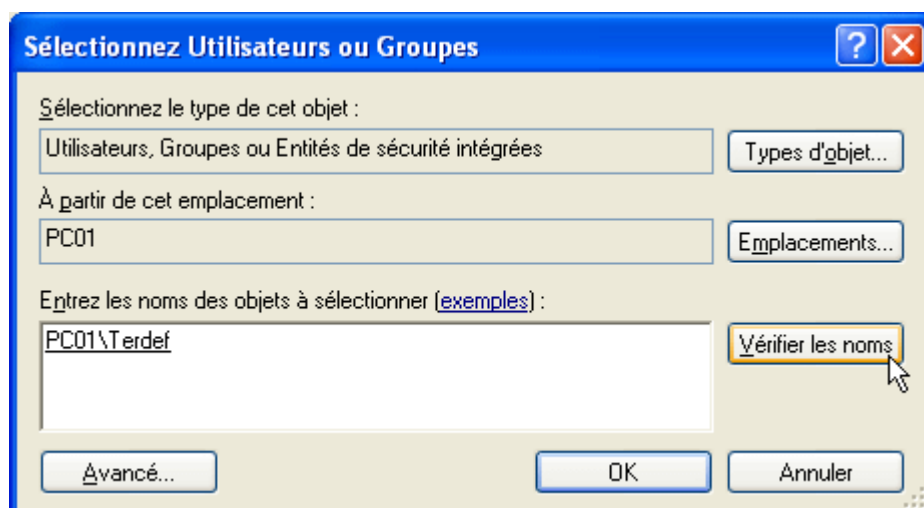 Sélectionnez Utilisateurs ou Groupes
Sélectionnez le type de cet objet :
Utilisateurs, Groupes ou Entités de sécurité intégrées
Types d'objet...
À partir de cet emplacement :
PC01
Emplacements...
Entrez les noms des objets à sélectionner (exemples) :
PC01\Terdef
Vérifier les noms
Avancé...
OK
Annuler